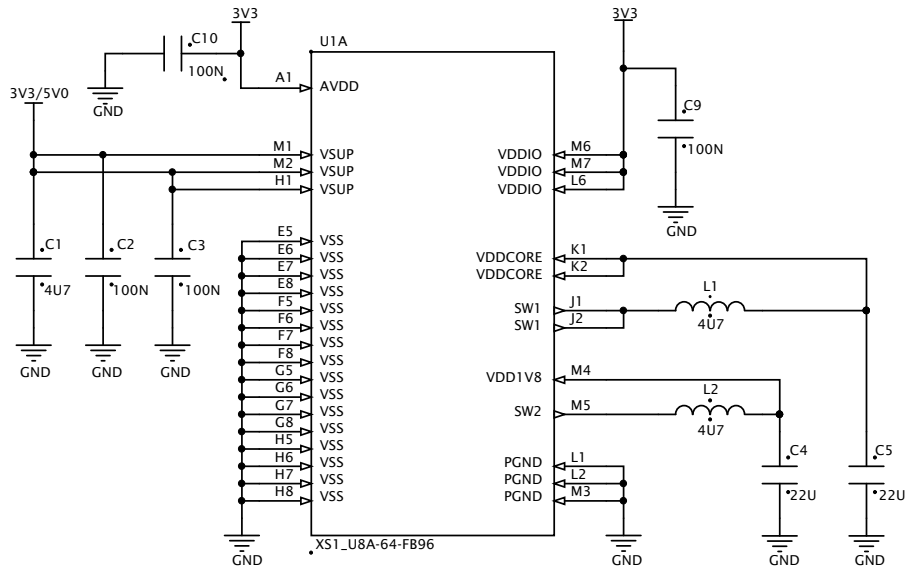 3V3
3V3
C10
U1A
100N
A1
AVDD
GND
3V3/5V0
C9
100N
M1
VSUP
VDDIO
M6
M2
VSUP
VDDIO
M7
H1
VSUP
VDDIO
L6
GND
E5
VSS
E6
VSS
VDDCORE
K1
E7
VSS
VDDCORE
K2
E8
VSS
F5
VSS
SW1
J1
F6
VSS
SW1
J2
F7
VSS
F8
VSS
G5
VSS
VDD1V8
M4
G6
VSS
G7
VSS
SW2
M5
G8
VSS
H5
VSS
H6
VSS
PGND
L1
H7
VSS
PGND
L2
H8
VSS
PGND
M3
C1
4U7
C2
100N
C3
100N
GND
GND
GND
L1
4U7
L2
4U7
C4
22U
C5
22U
GND
XS1_U8A-64-FB96
GND
GND
GND